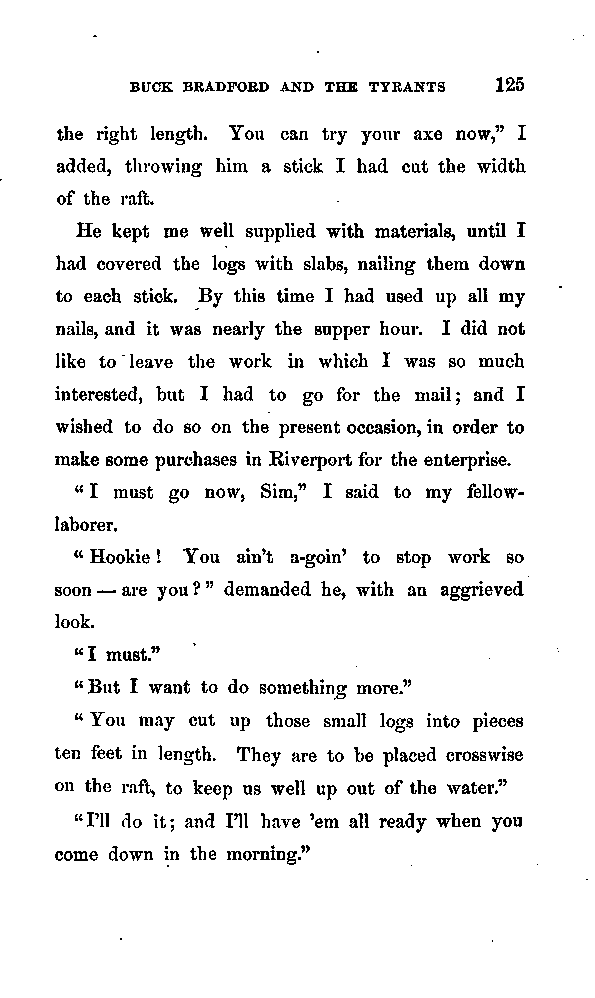 BUCK BRADFORD AND THE TYRANTS 125
the right length. You can try your axe now,” I
added, throwing him a stick I had cut the width
of the raft.
He kept me well supplied with materials, until I
had covered the logs with slabs, nailing them down
to each stick. By this time I had used up all my
nails, and it was nearly the supper hour. I did not
like to leave the work in which I was so much
interested, but I had to go for the mail; and I
wished to do so on the present occasion, in order to
make some purchases in Riverport for the enterprise.
“I must go now, Sim,” I said to my fellow-
laborer.
“Hookie! You ain’t a-goin’ to stop work so
soon — are you?” demanded he, with an aggrieved
look.
“I must.”
“But I want to do something more.”
“You may cut up those small logs into pieces
ten feet in length. They are to be placed crosswise
on the raft, to keep us well up out of the water.”
“I’ll do it; and I’ll have ’em all ready when you
come down in the morning.”